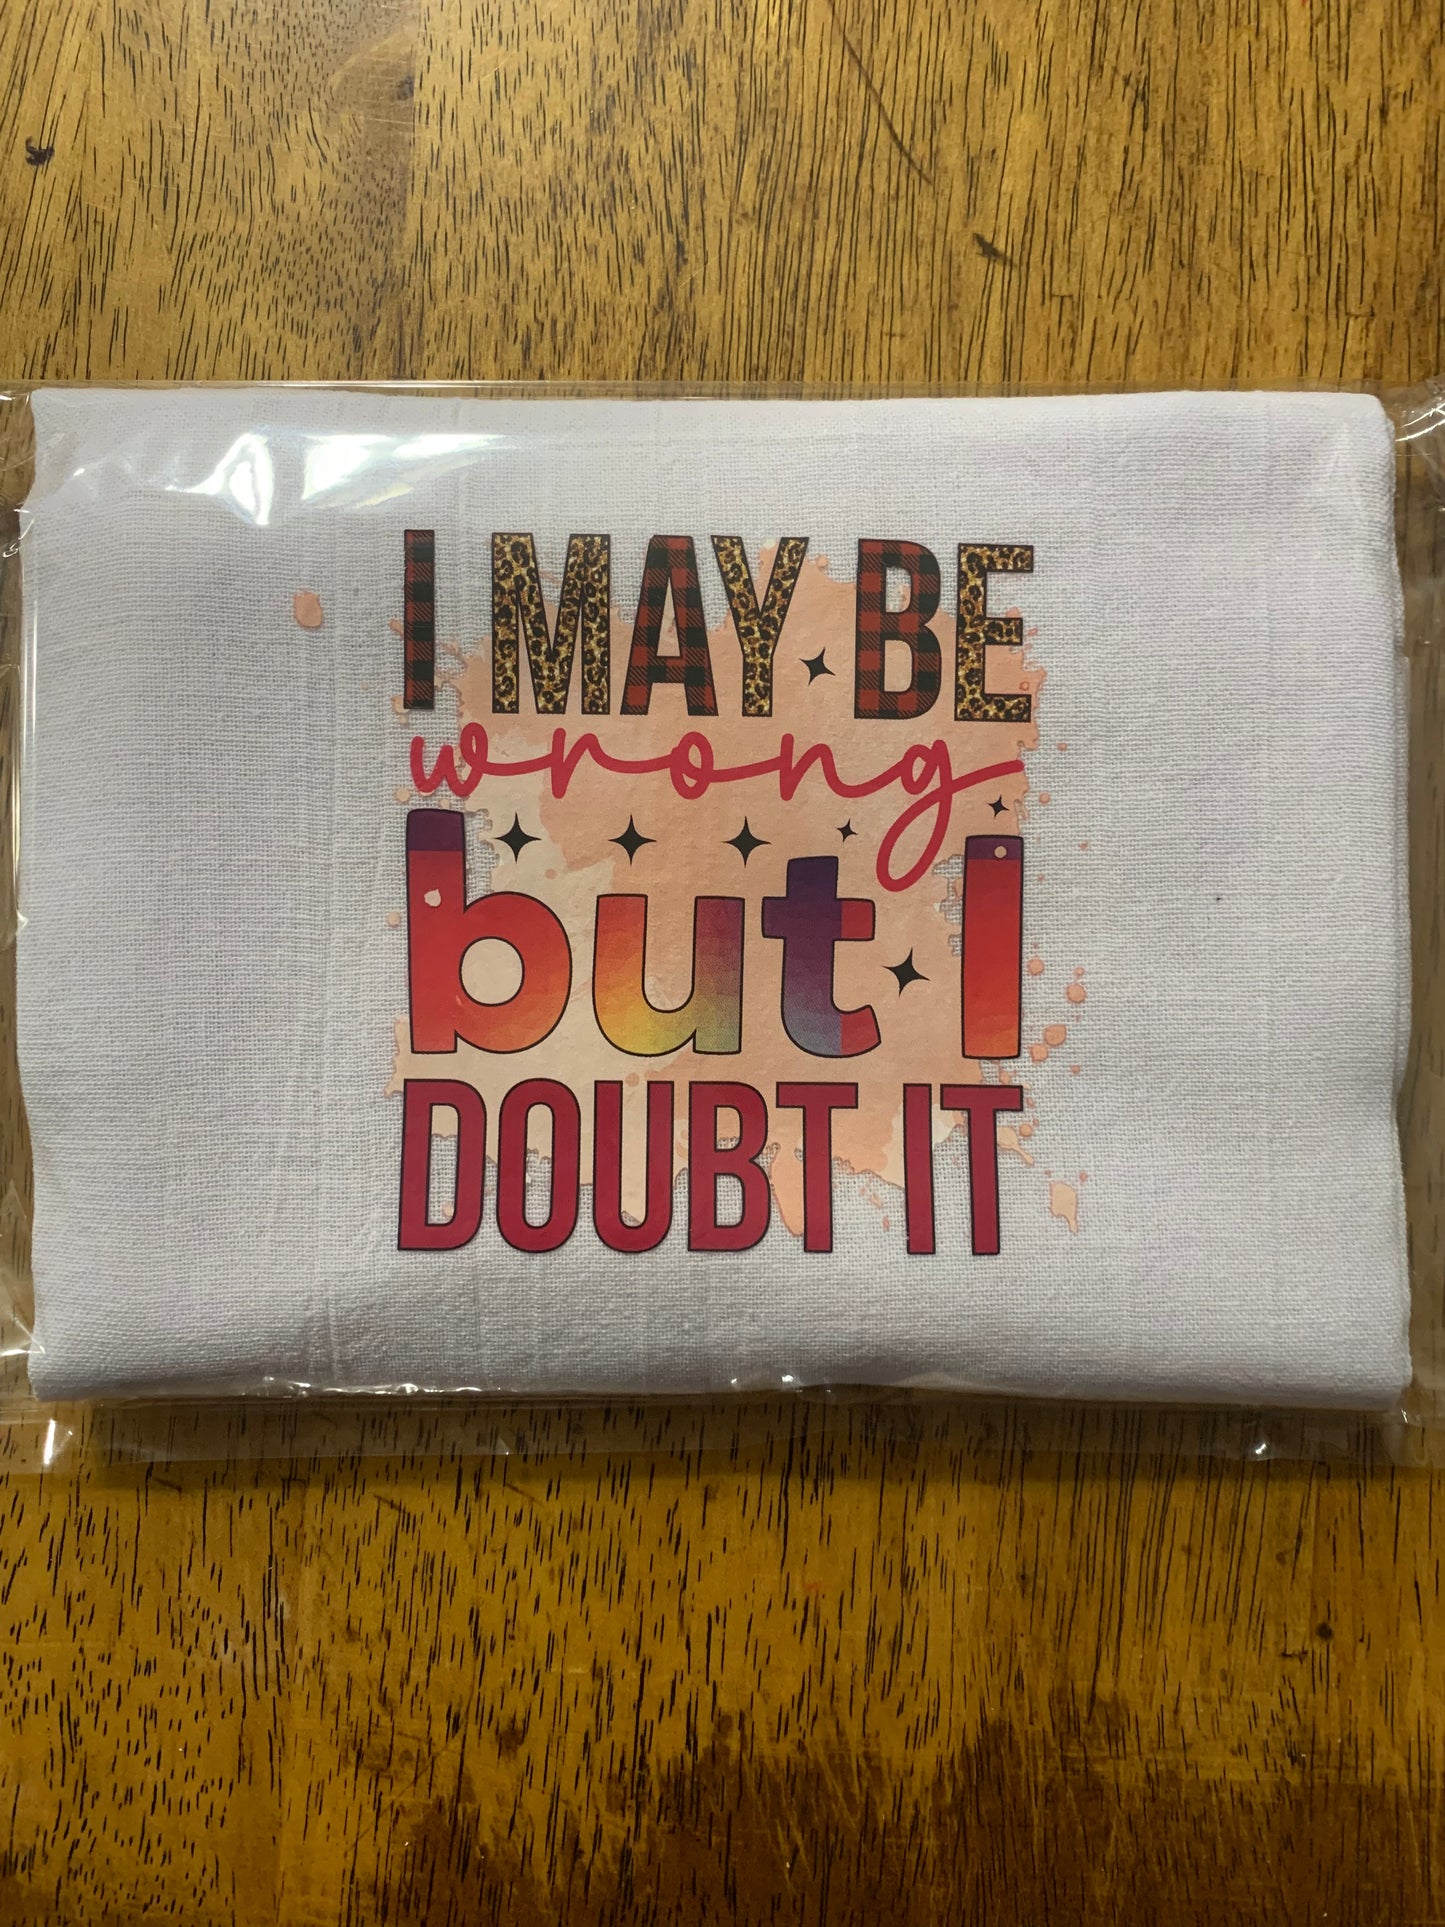 I MAY BE
wrong
but I
DOUBT IT